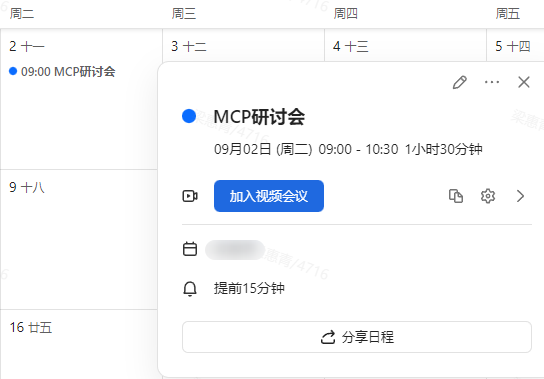 周二 周三 周四 周五
2 十一 3 十二 4 十三 5 十四
09:00 MCP研讨会
MCP研讨会
09月02日 (周二) 09:00 - 10:30 1小时30分钟
加入视频会议
9 十八
提前15分钟
16 廿五
分享日程